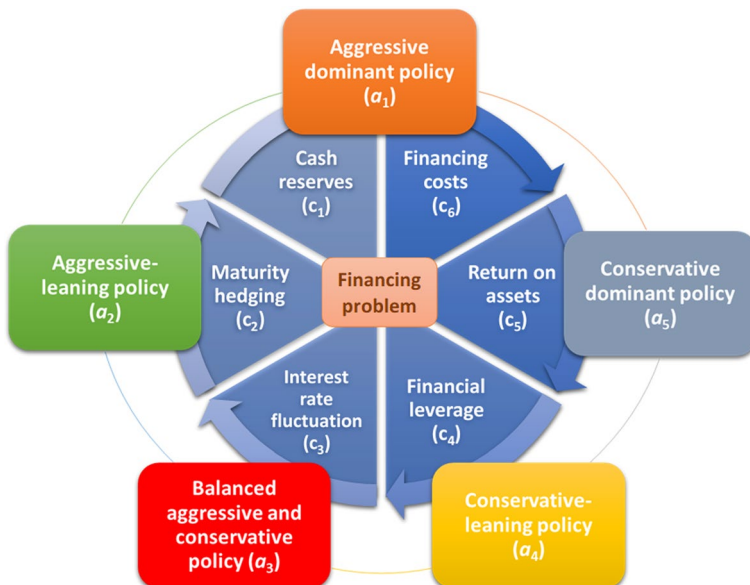 Aggressive
dominant policy
(a₁)
Cash
reserves
(c₁)
Financing
costs
(c₆)
Aggressive-
leaning policy
(a₂)
Maturity
hedging
(c₂)
Financing
problem
Return on
assets
(c₅)
Conservative
dominant policy
(a₅)
Interest
rate
fluctuation
(c₃)
Financial
leverage
(c₄)
Balanced
aggressive and
conservative
policy (a₃)
Conservative-
leaning policy
(a₄)